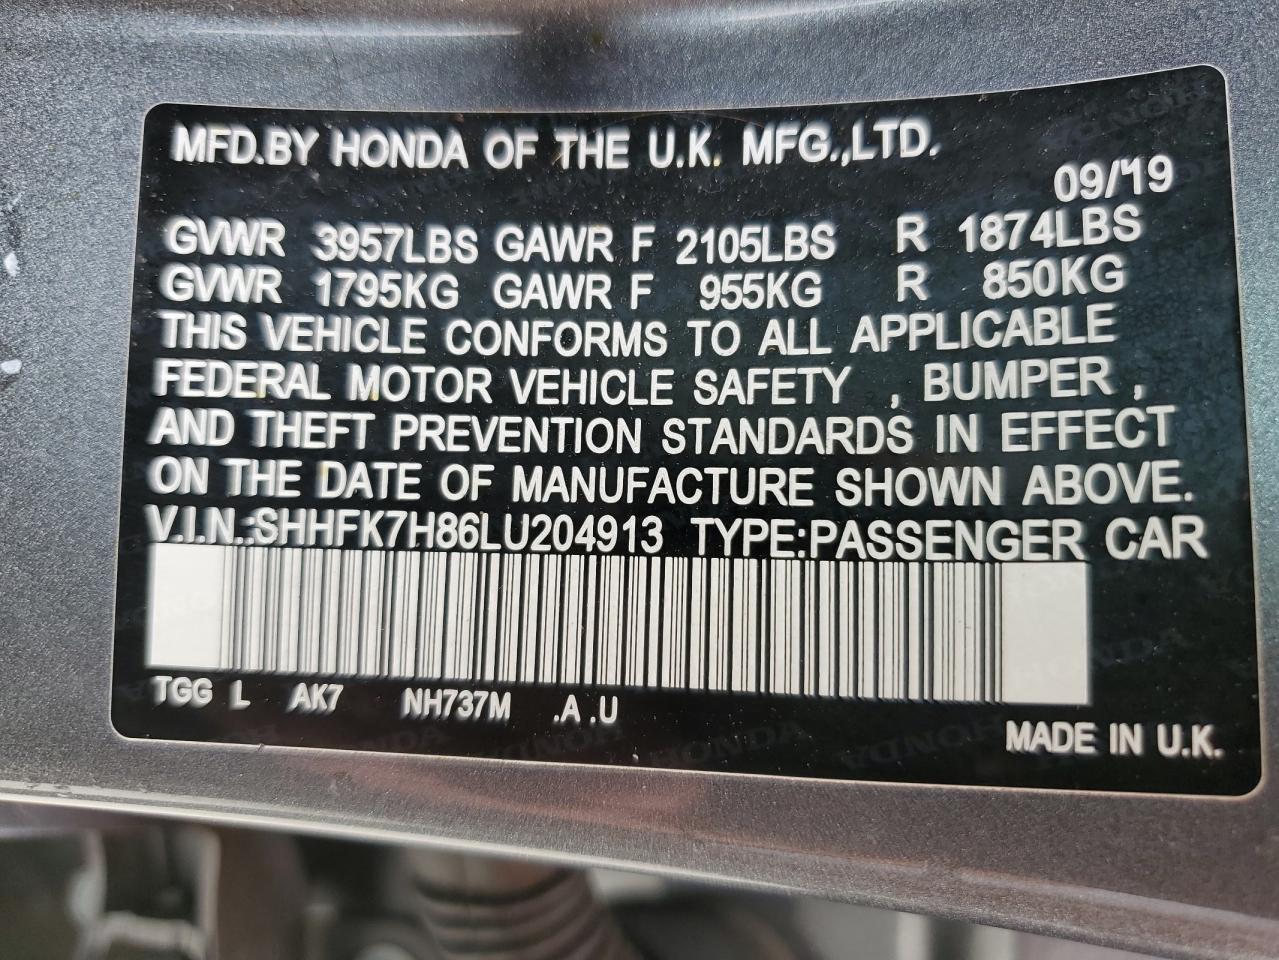 MFD.BY HONDA OF THE U.K. MFG.,LTD.
09/19
GVWR 3957LBS GAWR F 2105LBS R 1874LBS
GVWR 1795KG GAWR F 955KG R 850KG
THIS VEHICLE CONFORMS TO ALL APPLICABLE
FEDERAL MOTOR VEHICLE SAFETY , BUMPER ,
AND THEFT PREVENTION STANDARDS IN EFFECT
ON THE DATE OF MANUFACTURE SHOWN ABOVE.
V.I.N.:SHHFK7H86LU204913 TYPE:PASSENGER CAR
TGG L AK7 NH737M .A .U
MADE IN U.K.